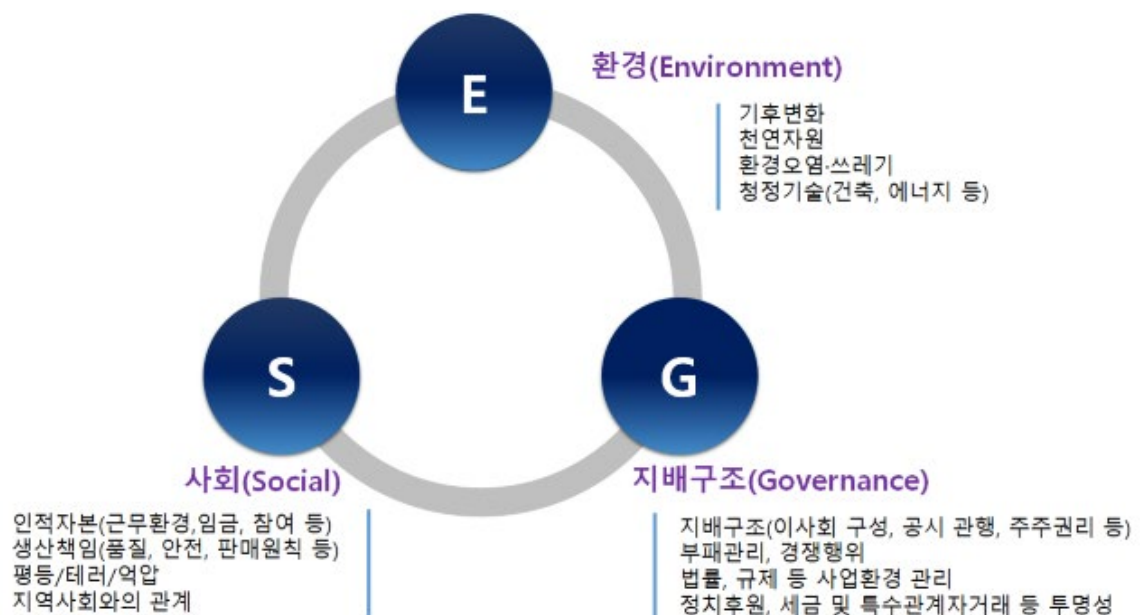 E
환경(Environment)
기후변화
천연자원
환경오염·쓰레기
청정기술(건축, 에너지 등)
S
사회(Social)
인적자본(근무환경,임금, 참여 등)
생산책임(품질, 안전, 판매원칙 등)
평등/테러/억압
지역사회와의 관계
G
지배구조(Governance)
지배구조(이사회 구성, 공시 관행, 주주권리 등)
부패관리, 경쟁행위
법률, 규제 등 사업환경 관리
정치후원, 세금 및 특수관계자거래 등 투명성